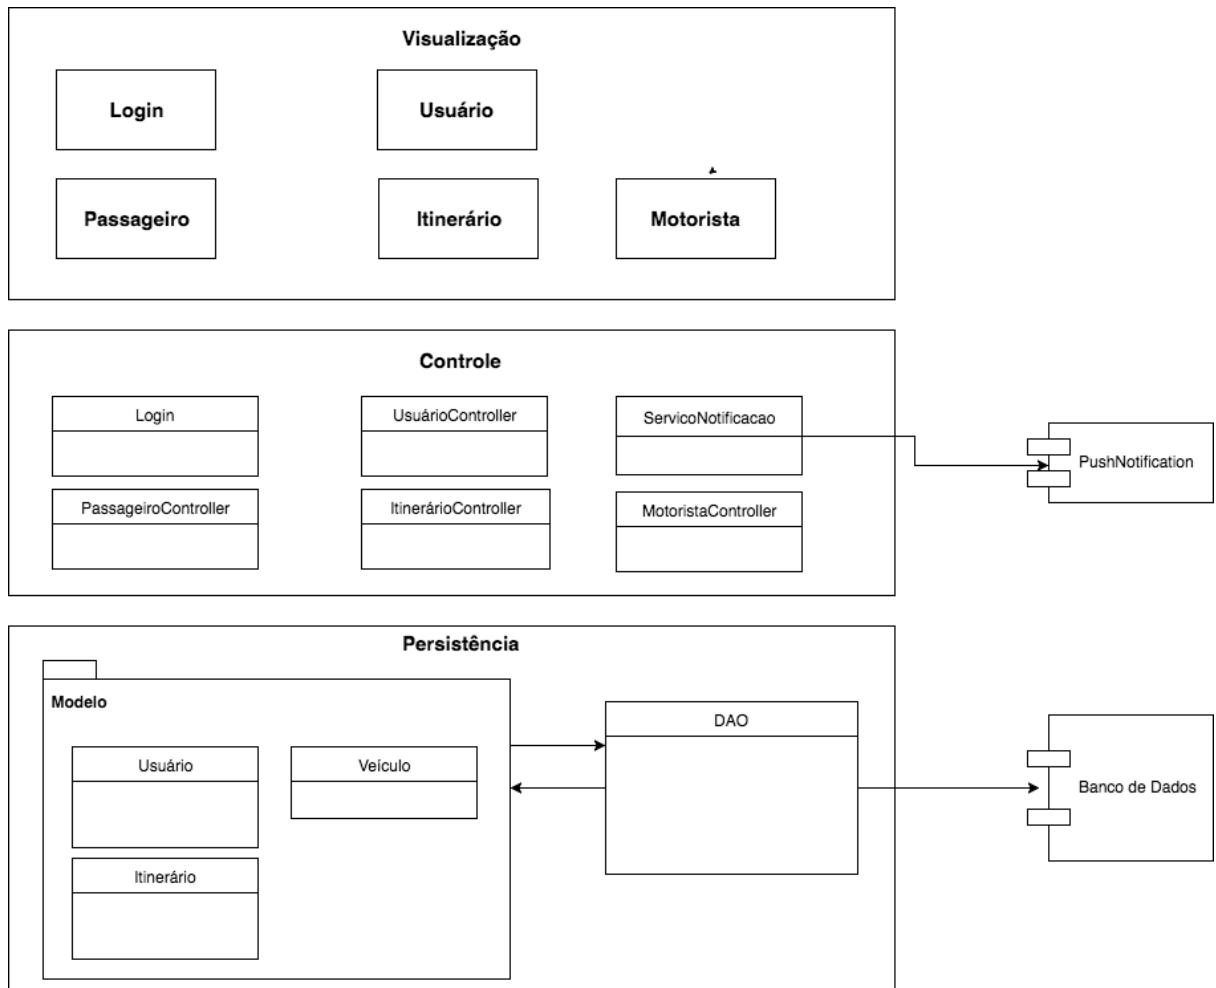 Visualização
Login
Usuário
Passageiro
Itinerário
Motorista
Controle
Login
UsuárioController
ServicoNotificacao
PassageiroController
ItinerárioController
MotoristaController
PushNotification
Persistência
Modelo
Usuário
Veículo
Itinerário
DAO
Banco de Dados